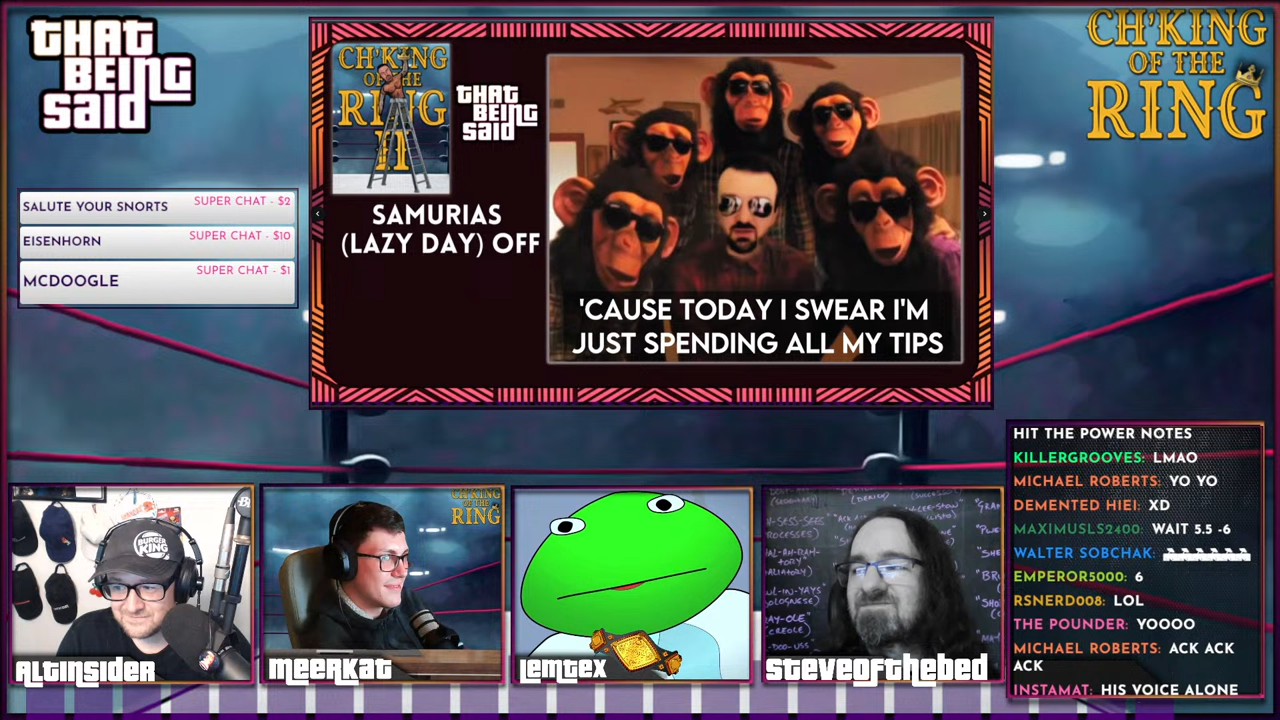 THAT
BEING
SAID
CH'KING
OF THE
RING
SALUTE YOUR SNORTS
SUPER CHAT - $2
EISENHORN
SUPER CHAT - $10
MCDOOGLE
SUPER CHAT - $1
CH'KING
OF THE
RING
II
THAT
BEING
SAID
SAMURIAS
(LAZY DAY) OFF
'CAUSE TODAY I SWEAR I'M
JUST SPENDING ALL MY TIPS
HIT THE POWER NOTES
KILLERGROOVES: LMAO
MICHAEL ROBERTS: YO YO
DEMENTED HIEI: XD
MAXIMUSLS2400: WAIT 5.5 -6
WALTER SOBCHAK:
EMPEROR5000: 6
RSNERD008: LOL
THE POUNDER: YOOOO
MICHAEL ROBERTS: ACK ACK
ACK
INSTAMAT: HIS VOICE ALONE
BURGER
KING
ALTINSIDER
CH'KING
OF THE
RING
MEERKAT
LEMTEX
STEVEOFTHEBED